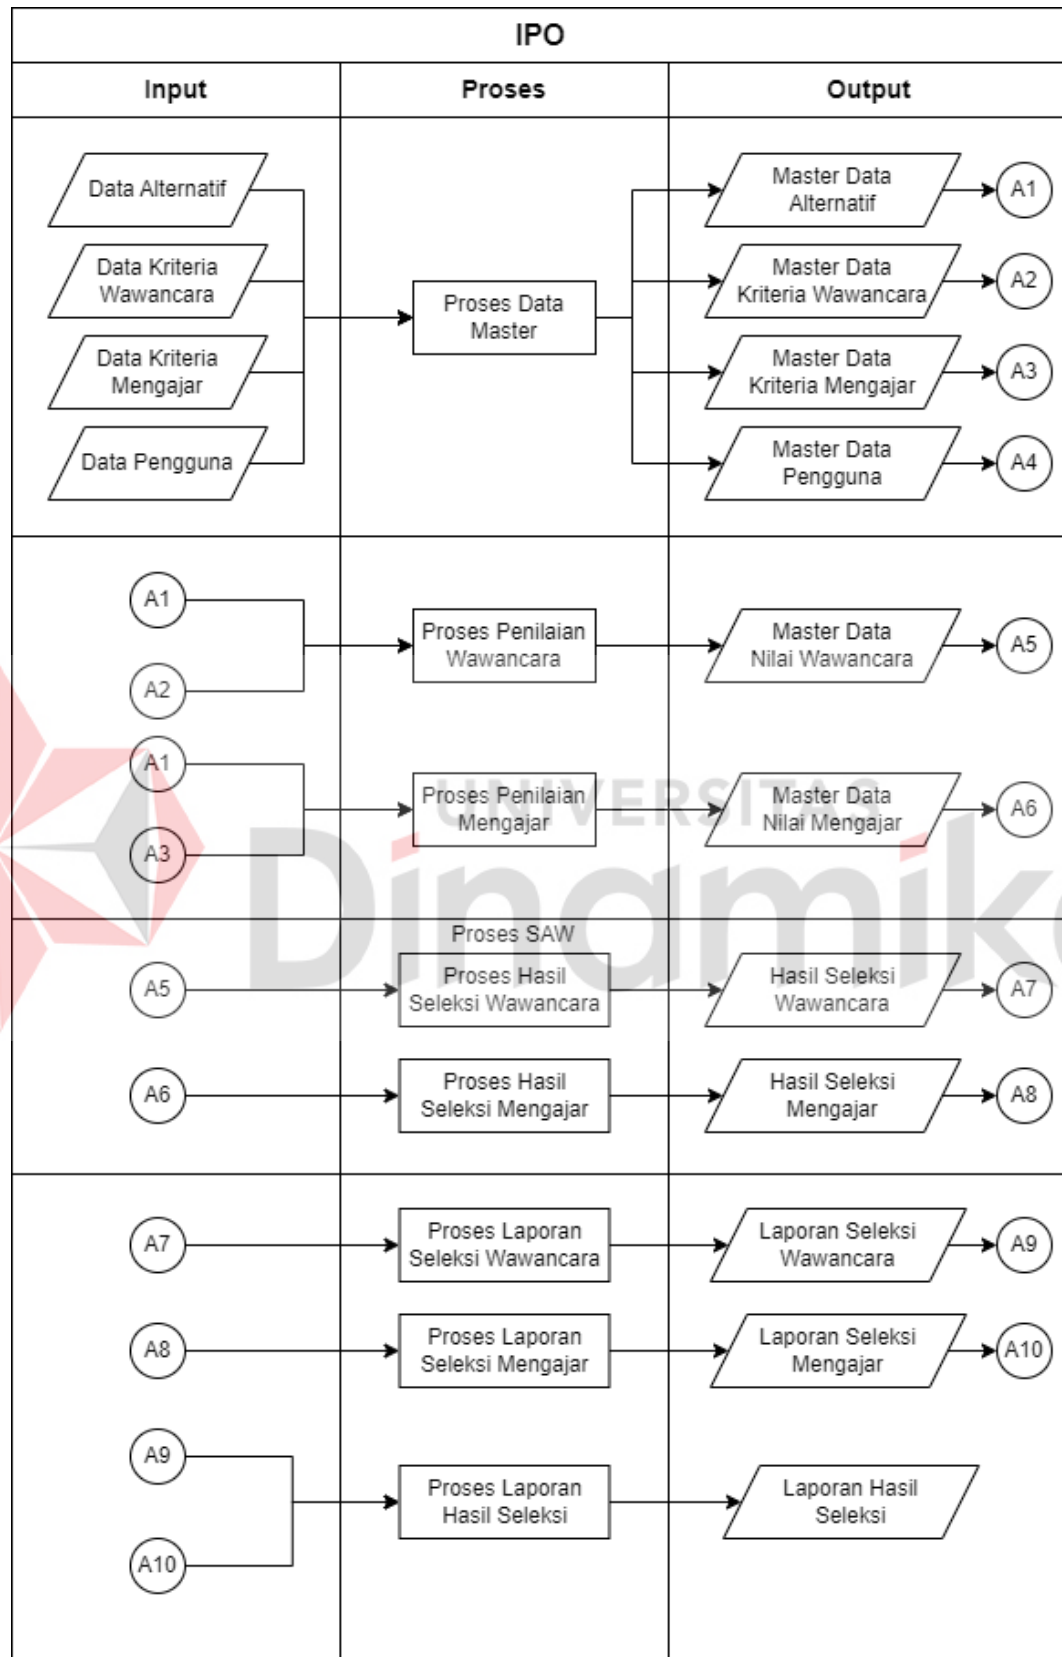 IPO
Input
Proses
Output
Data Alternatif
Data Kriteria
Wawancara
Data Kriteria
Mengajar
Data Pengguna
Proses Data
Master
Master Data
Alternatif
A1
Master Data
Kriteria Wawancara
A2
Master Data
Kriteria Mengajar
A3
Master Data
Pengguna
A4
A1
A2
Proses Penilaian
Wawancara
Master Data
Nilai Wawancara
A5
A1
A3
Proses Penilaian
Mengajar
Master Data
Nilai Mengajar
A6
UNIVERSITAS
Dinamika
Proses SAW
A5
Proses Hasil
Seleksi Wawancara
Hasil Seleksi
Wawancara
A7
A6
Proses Hasil
Seleksi Mengajar
Hasil Seleksi
Mengajar
A8
A7
Proses Laporan
Seleksi Wawancara
Laporan Seleksi
Wawancara
A9
A8
Proses Laporan
Seleksi Mengajar
Laporan Seleksi
Mengajar
A10
A9
A10
Proses Laporan
Hasil Seleksi
Laporan Hasil
Seleksi